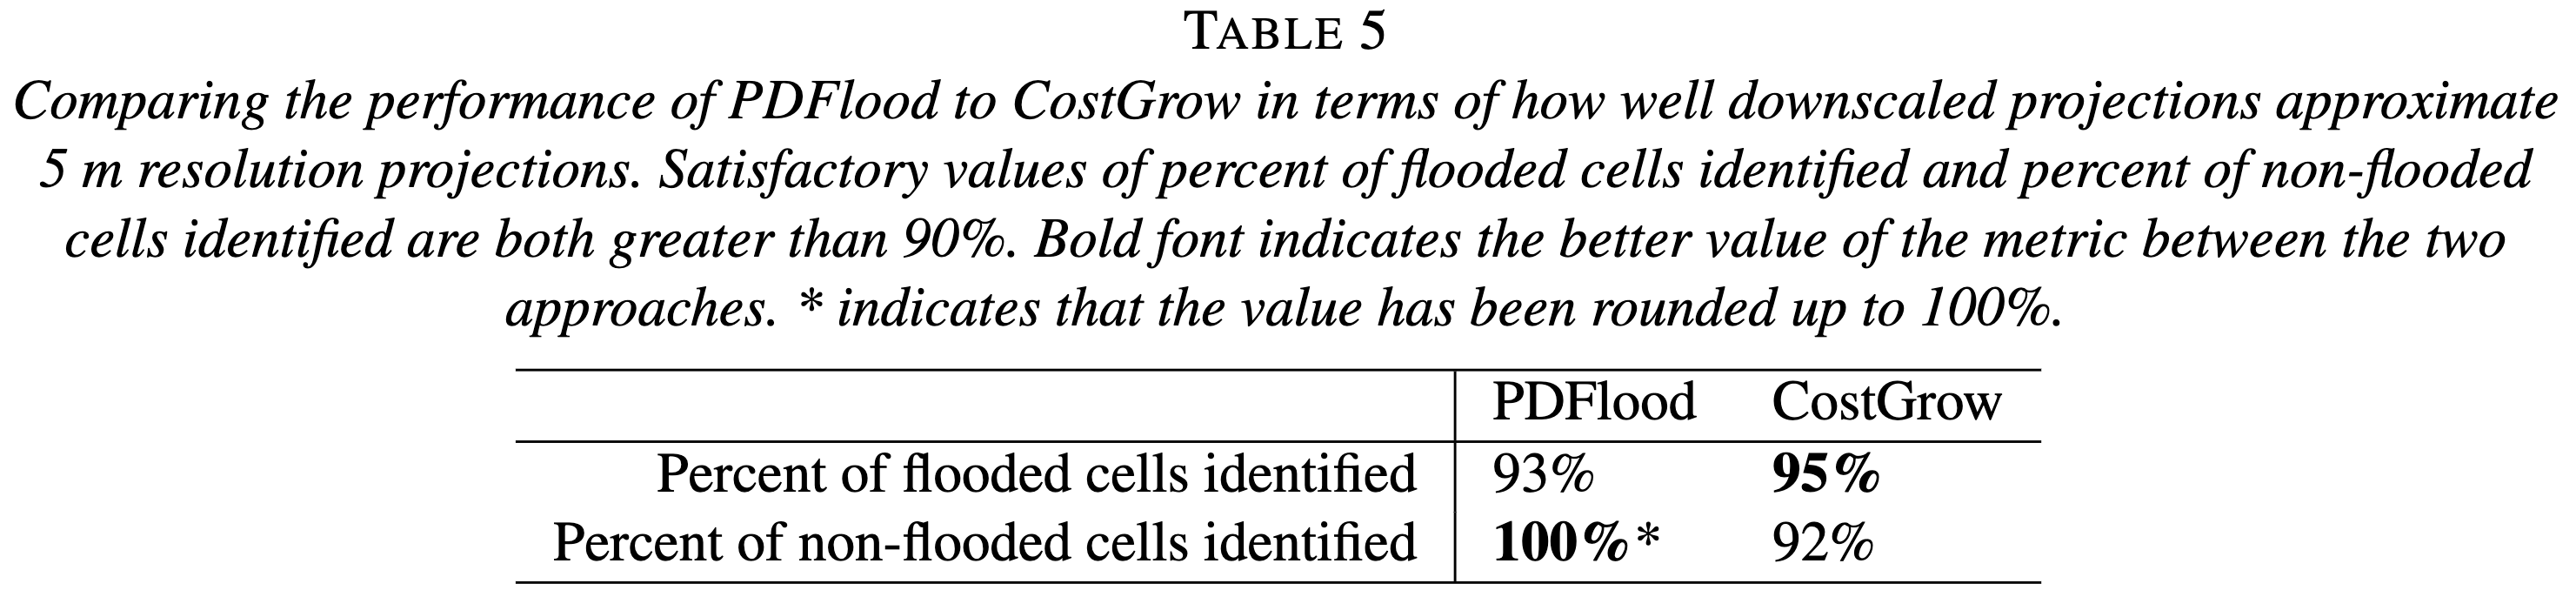 TABLE 5
Comparing the performance of PDFlood to CostGrow in terms of how well downscaled projections approximate
5 m resolution projections. Satisfactory values of percent of flooded cells identified and percent of non-flooded
cells identified are both greater than 90%. Bold font indicates the better value of the metric between the two
approaches. * indicates that the value has been rounded up to 100%.
PDFlood CostGrow
Percent of flooded cells identified 93% 95%
Percent of non-flooded cells identified 100%* 92%